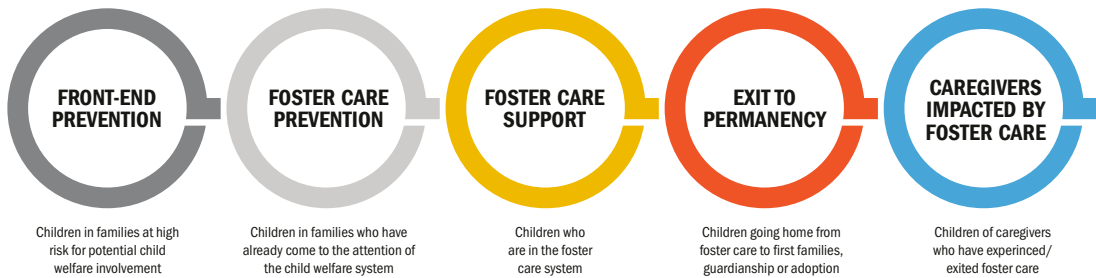 FRONT-END
PREVENTION
FOSTER CARE
PREVENTION
FOSTER CARE
SUPPORT
EXIT TO
PERMANENCY
CAREGIVERS
IMPACTED BY
FOSTER CARE
Children in families at high
risk for potential child
welfare involvement
Children in families who have
already come to the attention of
the child welfare system
Children who
are in the foster
care system
Children going home from
foster care to first families,
guardianship or adoption
Children of caregivers
who have experinced/
exited foster care